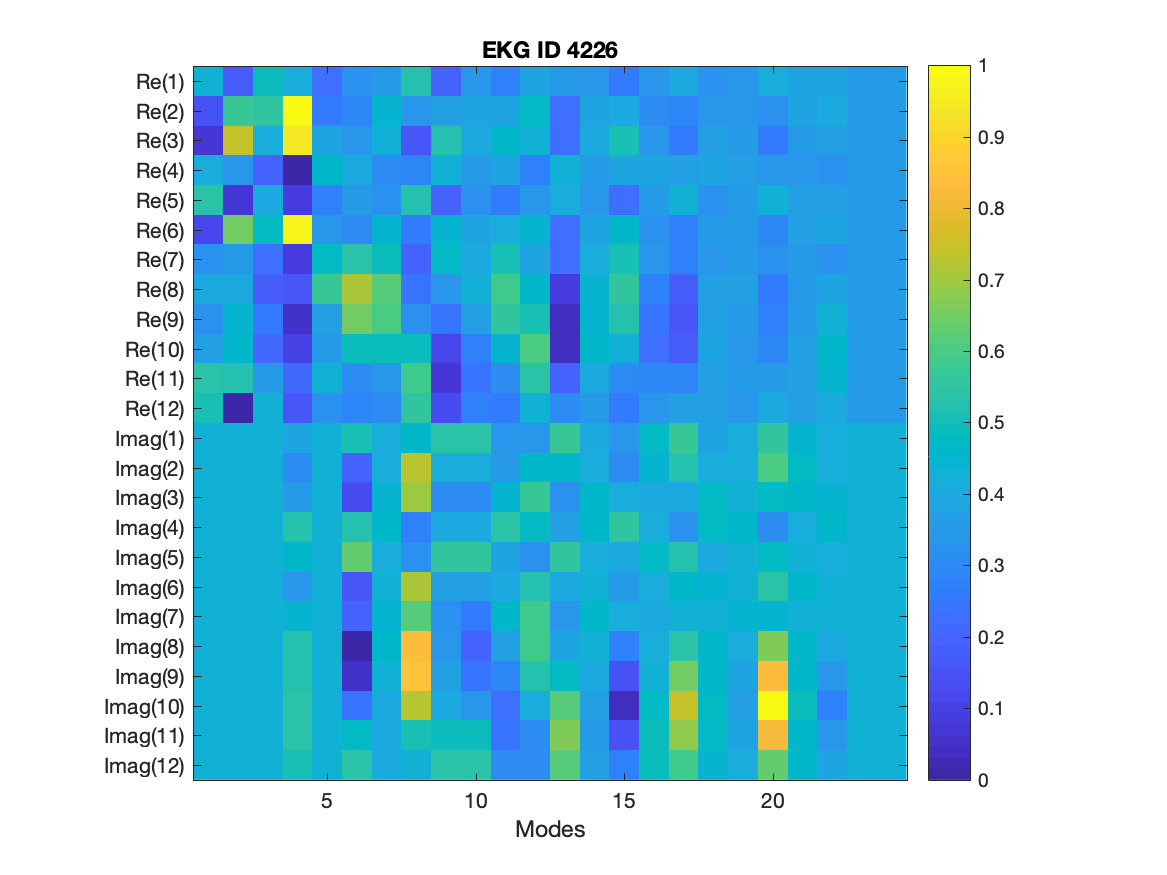 EKG ID 4226
Re(1)
Re(2)
Re(3)
Re(4)
Re(5)
Re(6)
Re(7)
Re(8)
Re(9)
Re(10)
Re(11)
Re(12)
Imag(1)
Imag(2)
Imag(3)
Imag(4)
Imag(5)
Imag(6)
Imag(7)
Imag(8)
Imag(9)
Imag(10)
Imag(11)
Imag(12)
5 10 15 20
Modes
1
0.9
0.8
0.7
0.6
0.5
0.4
0.3
0.2
0.1
0